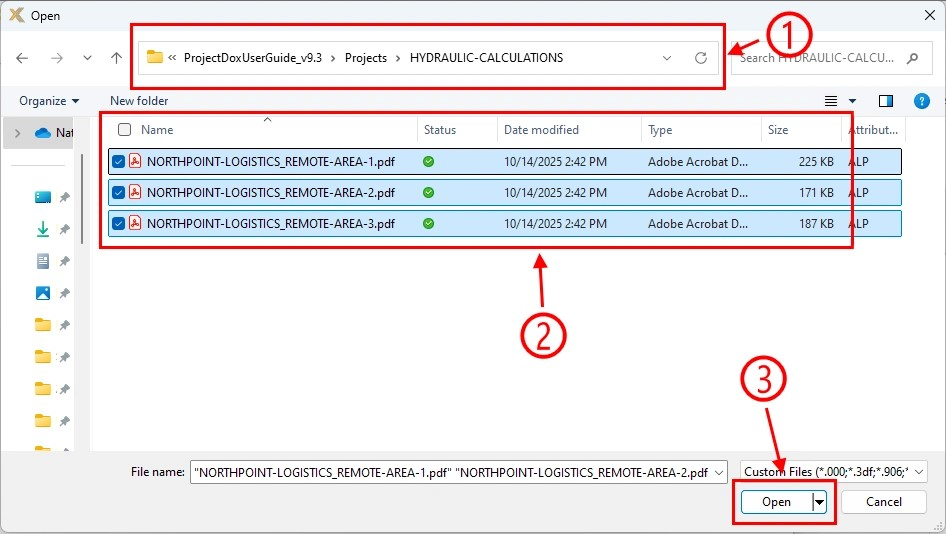 Open
1
« ProjectDoxUserGuide_v9.3 › Projects › HYDRAULIC-CALCULATIONS
Search HYDRAULIC-CALCU...
Organize
New folder
?
Nat
Name Status Date modified Type Size Attribut...
NORTHPOINT-LOGISTICS_REMOTE-AREA-1.pdf 10/14/2025 2:42 PM Adobe Acrobat D... 225 KB ALP
NORTHPOINT-LOGISTICS_REMOTE-AREA-2.pdf 10/14/2025 2:42 PM Adobe Acrobat D... 171 KB ALP
NORTHPOINT-LOGISTICS_REMOTE-AREA-3.pdf 10/14/2025 2:42 PM Adobe Acrobat D... 187 KB ALP
2
3
File name: "NORTHPOINT-LOGISTICS_REMOTE-AREA-1.pdf" "NORTHPOINT-LOGISTICS_REMOTE-AREA-2.pdf
Custom Files (*.000;*.3df;*.906;*
Open
Cancel